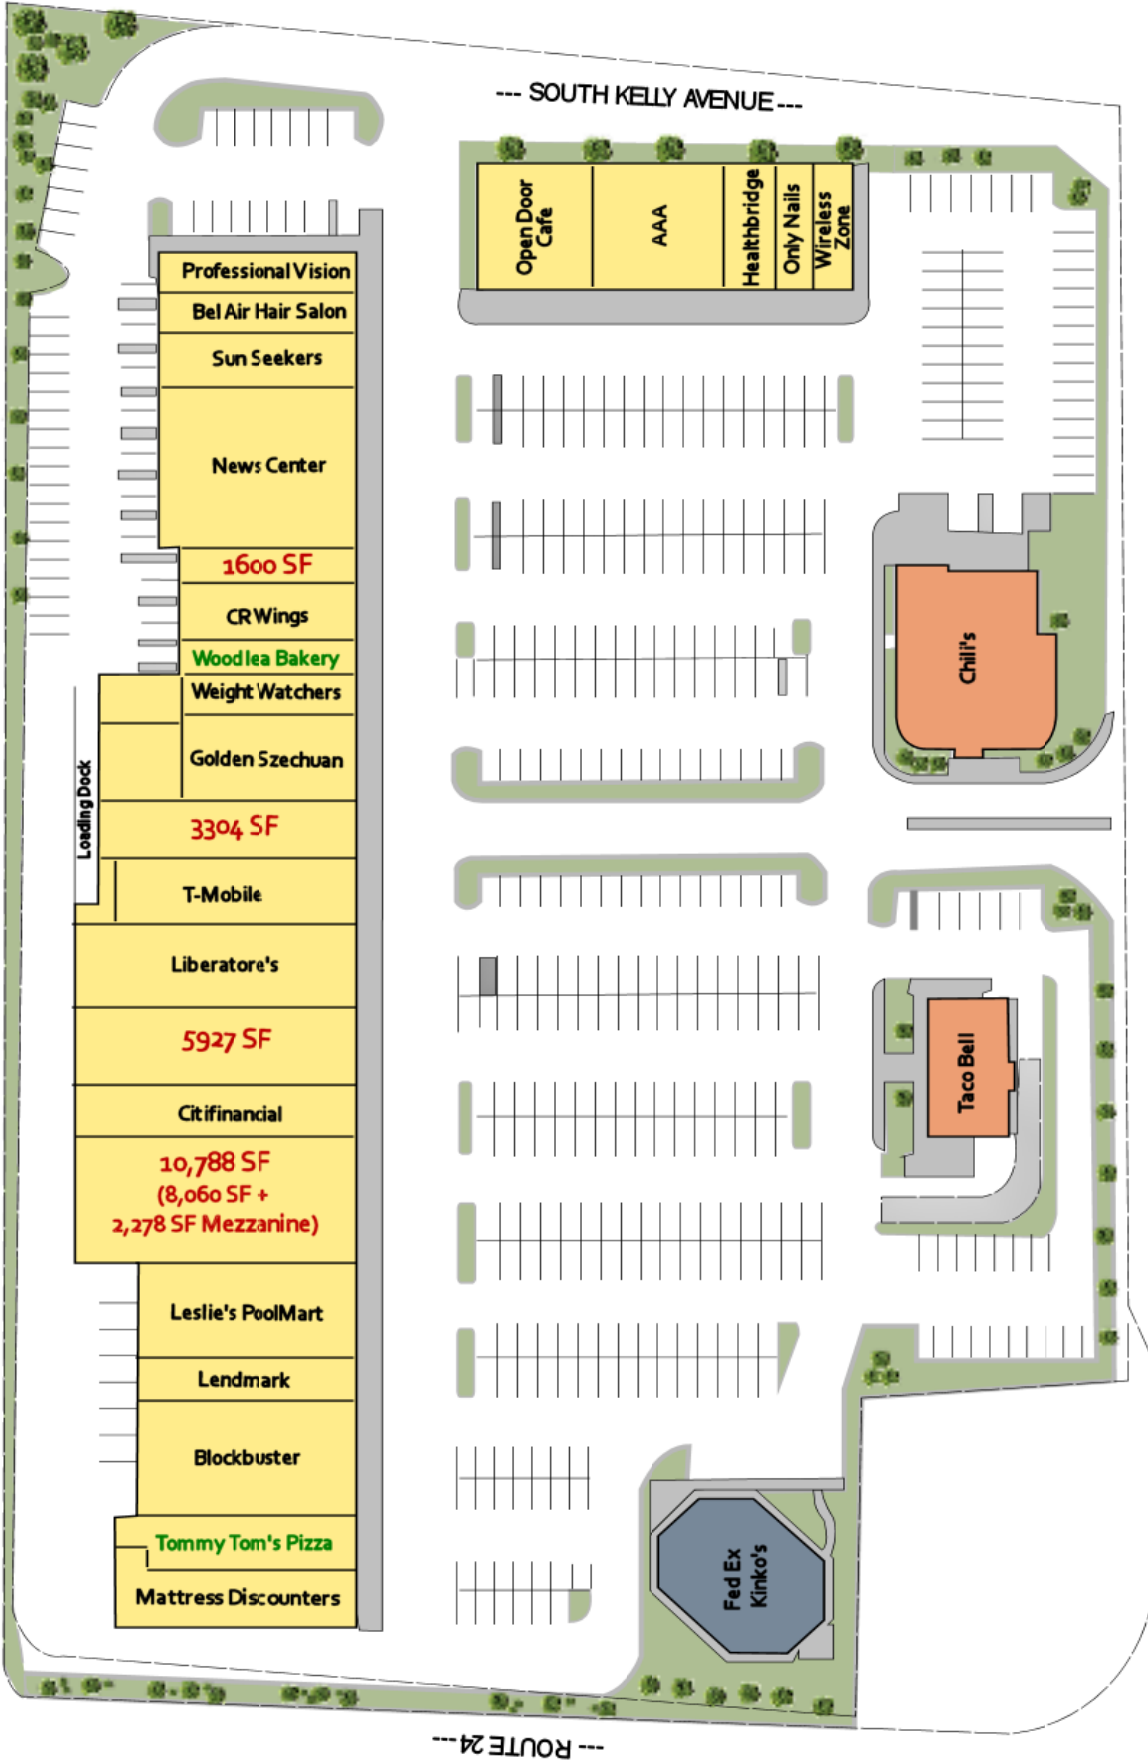 --- SOUTH KELLY AVENUE ---
Open Door
Cafe
AAA
Healthbridge
Only Nails
Wireless
Zone
Professional Vision
Bel Air Hair Salon
Sun Seekers
News Center
1600 SF
CR Wings
Woodlea Bakery
Weight Watchers
Golden Szechuan
Loading Dock
3304 SF
T-Mobile
Liberatore's
5927 SF
Citifinancial
10,788 SF
(8,060 SF +
2,278 SF Mezzanine)
Leslie's PoolMart
Lendmark
Blockbuster
Tommy Tom's Pizza
Mattress Discounters
Chili's
Taco Bell
Fed Ex
Kinko's
--- ROUTE 24 ---